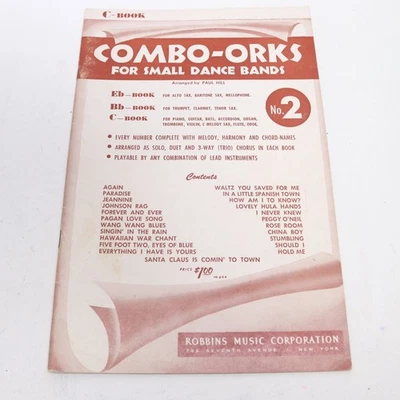 C-BOOK
COMBO-ORKS
FOR SMALL DANCE BANDS
Arranged by PAUL HILL
Eb-BOOK FOR ALTO SAX, BARITONE SAX, MELLOPHONE.
Bb-BOOK FOR TRUMPET, CLARINET, TENOR SAX.
C-BOOK FOR PIANO, GUITAR, BASS, ACCORDION, ORGAN,
TROMBONE, VIOLIN, C MELODY SAX, FLUTE, OBOE.
No. 2
• EVERY NUMBER COMPLETE WITH MELODY, HARMONY AND CHORD-NAMES
• ARRANGED AS SOLO, DUET AND 3-WAY (TRIO) CHORUS IN EACH BOOK
• PLAYABLE BY ANY COMBINATION OF LEAD INSTRUMENTS
Contents
AGAIN
PARADISE
JEANNINE
JOHNSON RAG
FOREVER AND EVER
PAGAN LOVE SONG
WANG WANG BLUES
SINGIN' IN THE RAIN
HAWAIIAN WAR CHANT
FIVE FOOT TWO, EYES OF BLUE
EVERYTHING I HAVE IS YOURS
WALTZ YOU SAVED FOR ME
IN A LITTLE SPANISH TOWN
HOW AM I TO KNOW?
LOVELY HULA HANDS
I NEVER KNEW
PEGGY O'NEIL
ROSE ROOM
CHINA BOY
STUMBLING
SHOULD I
HOLD ME
SANTA CLAUS IS COMIN' TO TOWN
PRICE $1.00
ROBBINS MUSIC CORPORATION
799 SEVENTH AVENUE NEW YORK